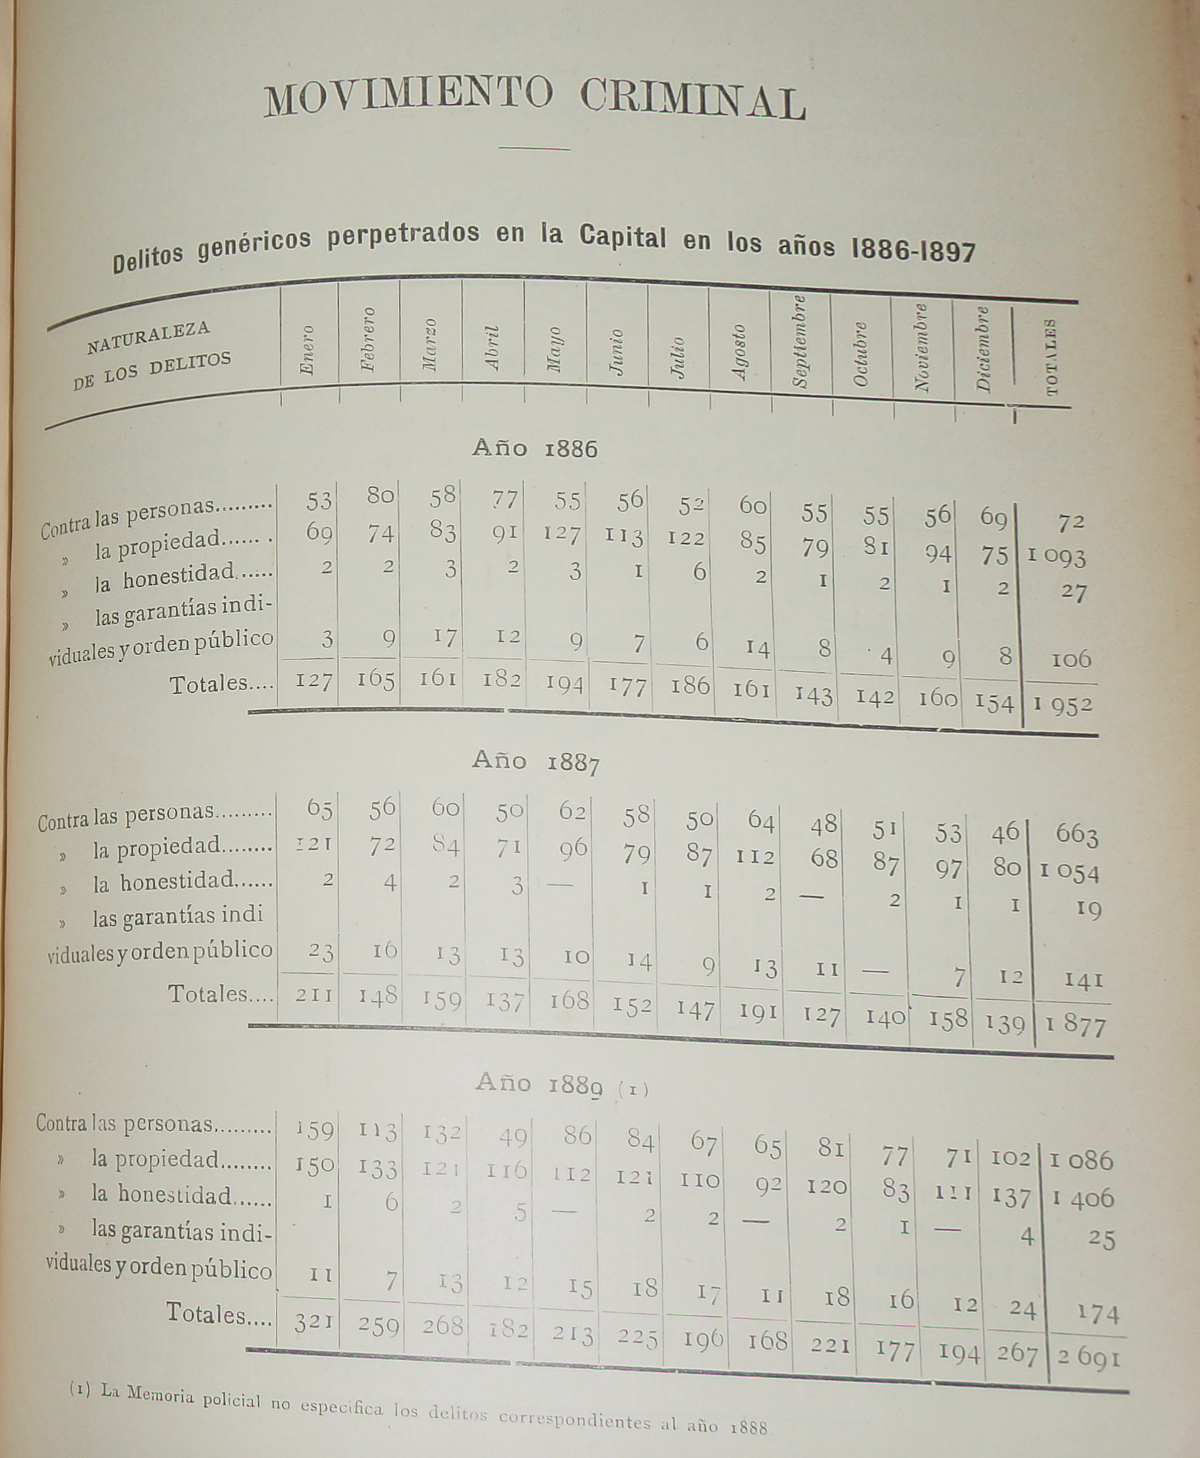 MOVIMIENTO CRIMINAL
Delitos genéricos perpetrados en la Capital en los años 1886-1897
NATURALEZA DE LOS DELITOS Enero Febrero Marzo Abril Mayo Junio Julio Agosto Septiembre Octubre Noviembre Diciembre TOTALES
Año 1886
Contra las personas......... 53 80 58 77 55 56 52 60 55 55 56 69 72
» la propiedad...... . 69 74 83 91 127 113 122 85 79 81 94 75 1 093
» la honestidad...... 2 2 3 2 3 1 6 2 1 2 1 2 27
» las garantías indi-
viduales y orden público 3 9 17 12 9 7 6 14 8 4 9 8 106
Totales.... 127 165 161 182 194 177 186 161 143 142 160 154 1 952
Año 1887
Contra las personas......... 65 56 60 50 62 58 50 64 48 51 53 46 663
» la propiedad........ 121 72 84 71 96 79 87 112 68 87 97 80 1 054
» la honestidad...... 2 4 2 3 — 1 1 2 — 2 1 1 19
» las garantías indi
viduales y orden público 23 16 13 13 10 14 9 13 11 — 7 12 141
Totales.... 211 148 159 137 168 152 147 191 127 140 158 139 1 877
Año 1889 (1)
Contra las personas......... 159 113 132 49 86 84 67 65 81 77 71 102 1 086
» la propiedad........ 150 133 121 116 112 121 110 92 120 83 111 137 1 406
» la honestidad...... 1 6 2 5 — 2 2 — 2 1 — 4 25
» las garantías indi-
viduales y orden público 11 7 13 12 15 18 17 11 18 16 12 24 174
Totales.... 321 259 268 182 213 225 196 168 221 177 194 267 2 691
(1) La Memoria policial no especifica los delitos correspondientes al año 1888